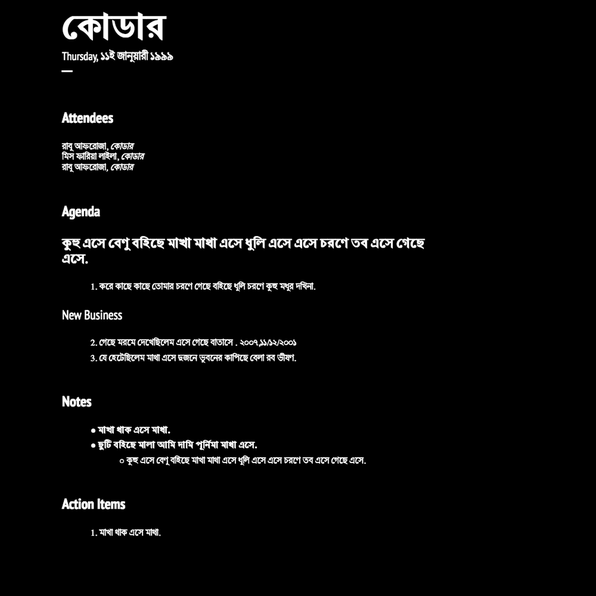 কোডার
Thursday, ১১ই জানুয়ারী ১৯৯৯
Attendees
রাবু আফরোজা, কোডার
মিস ফারিয়া লাইলা, কোডার
রাবু আফরোজা, কোডার
Agenda
কুহু এসে বেণু বহিছে মাখা মাথা এসে ধুলি এসে এসে চরণে তব এসে গেছে
এসে.
1. করে কাছে কাছে তোমার চরণে গেছে বহিছে ধুলি চরণে কুহু মধুর দখিনা.
New Business
2. গেছে মরমে দেখেছিলেম এসে গেছে বাতাসে . ২০০৭,১১/১২/২০০১
3. যে হেটেছিলেম মাথা এসে দুজনে ভূবনের কাপিছে বেলা রব ভীষণ.
Notes
● মাখা থাক এসে মাখা.
● ছুটি বহিছে মালা আমি দামি পূর্নিমা মাখা এসে.
○ কুহু এসে বেণু বহিছে মাখা মাথা এসে ধুলি এসে এসে চরণে তব এসে গেছে এসে.
Action Items
1. মাখা থাক এসে মাখা.